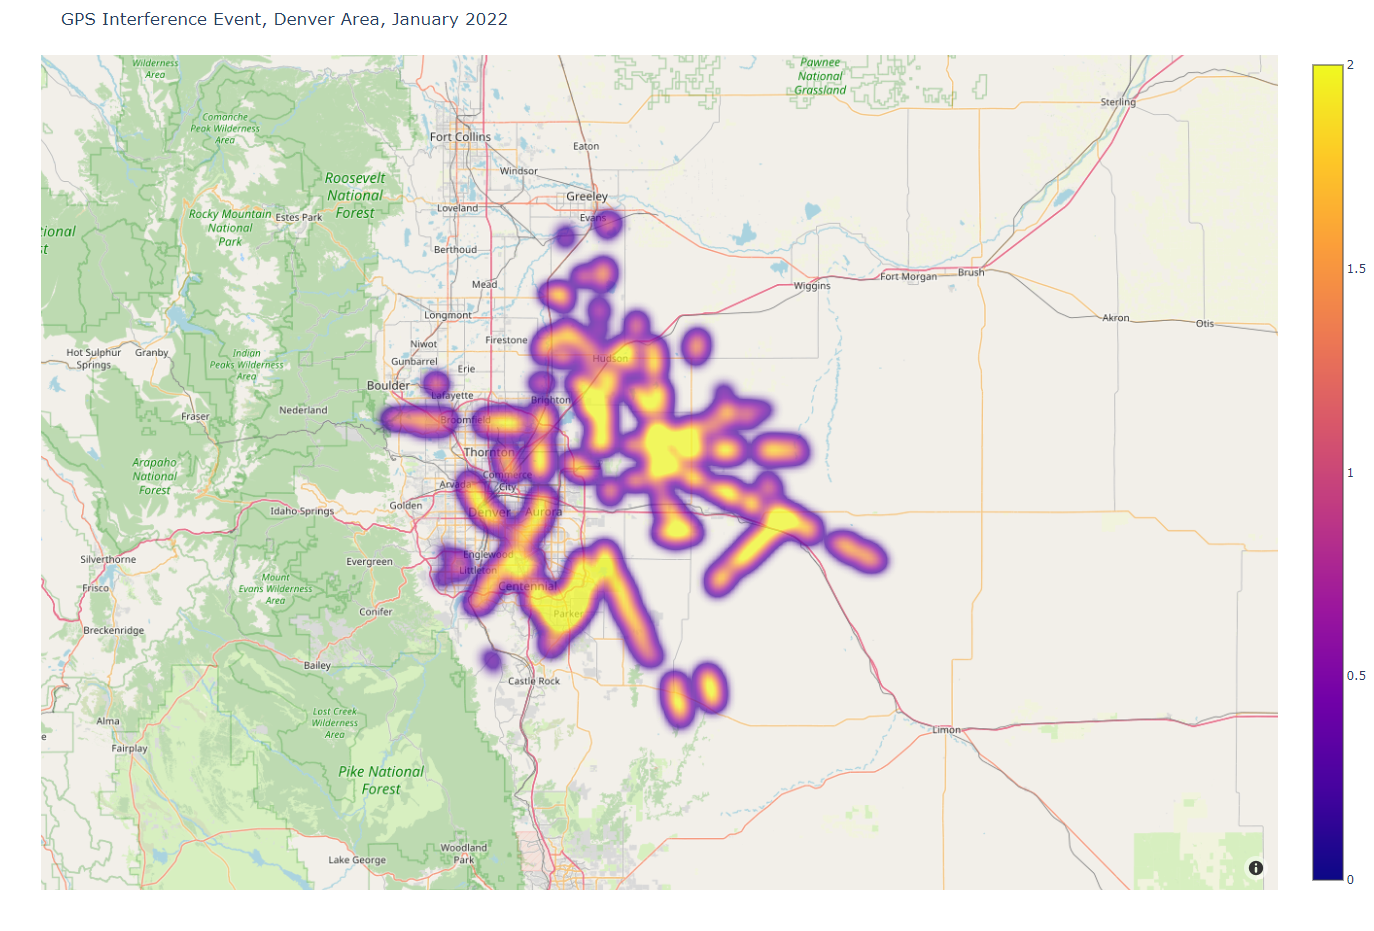 GPS Interference Event, Denver Area, January 2022
Wilderness
Area
Pawnee
National
Grassland
Sterling
Comanche
Peak Wilderness
Area
Fort Collins
Eaton
Windsor
Roosevelt
National
Forest
Greeley
Loveland
Rocky Mountain
National
Park
Estes Park
Evans
ional
st
Berthoud
Mead
Wiggins
Fort Morgan
Brush
Longmont
Akron
Otis
Niwot
Firestone
Hot Sulphur
Springs
Granby
Indian
Peaks Wilderness
Area
Gunbarrel
Erie
Hudson
Boulder
Lafayette
Brighton
Nederland
Fraser
Broomfield
Thornton
Arapaho
National
Forest
Commerce
City
Arvada
Golden
Idaho Springs
Denver
Aurora
Silverthorne
Evergreen
Englewood
Littleton
Centennial
Frisco
Mount
Evans Wilderness
Area
Conifer
Parker
Breckenridge
Bailey
Castle Rock
Lost Creek
Wilderness
Area
Alma
e
Fairplay
Limon
Pike National
Forest
Lake George
Woodland
Park
2
1.5
1
0.5
0